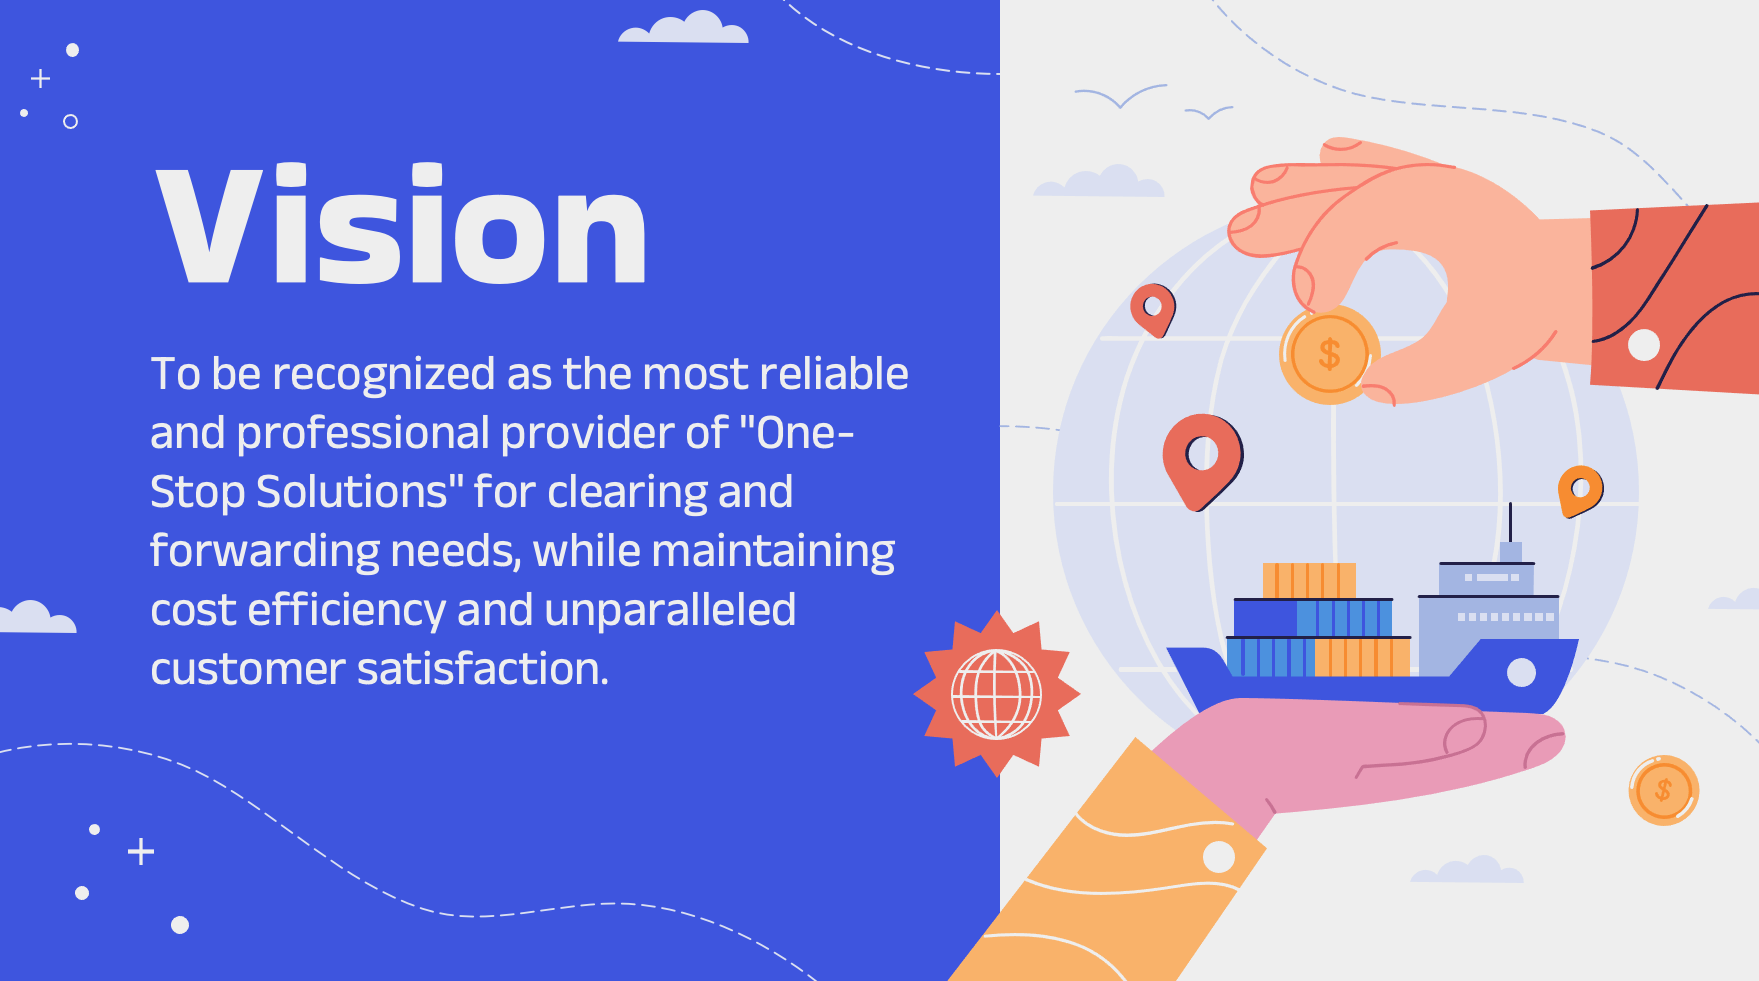 Vision
To be recognized as the most reliable
and professional provider of "One-
Stop Solutions" for clearing and
forwarding needs, while maintaining
cost efficiency and unparalleled
customer satisfaction.
$
$